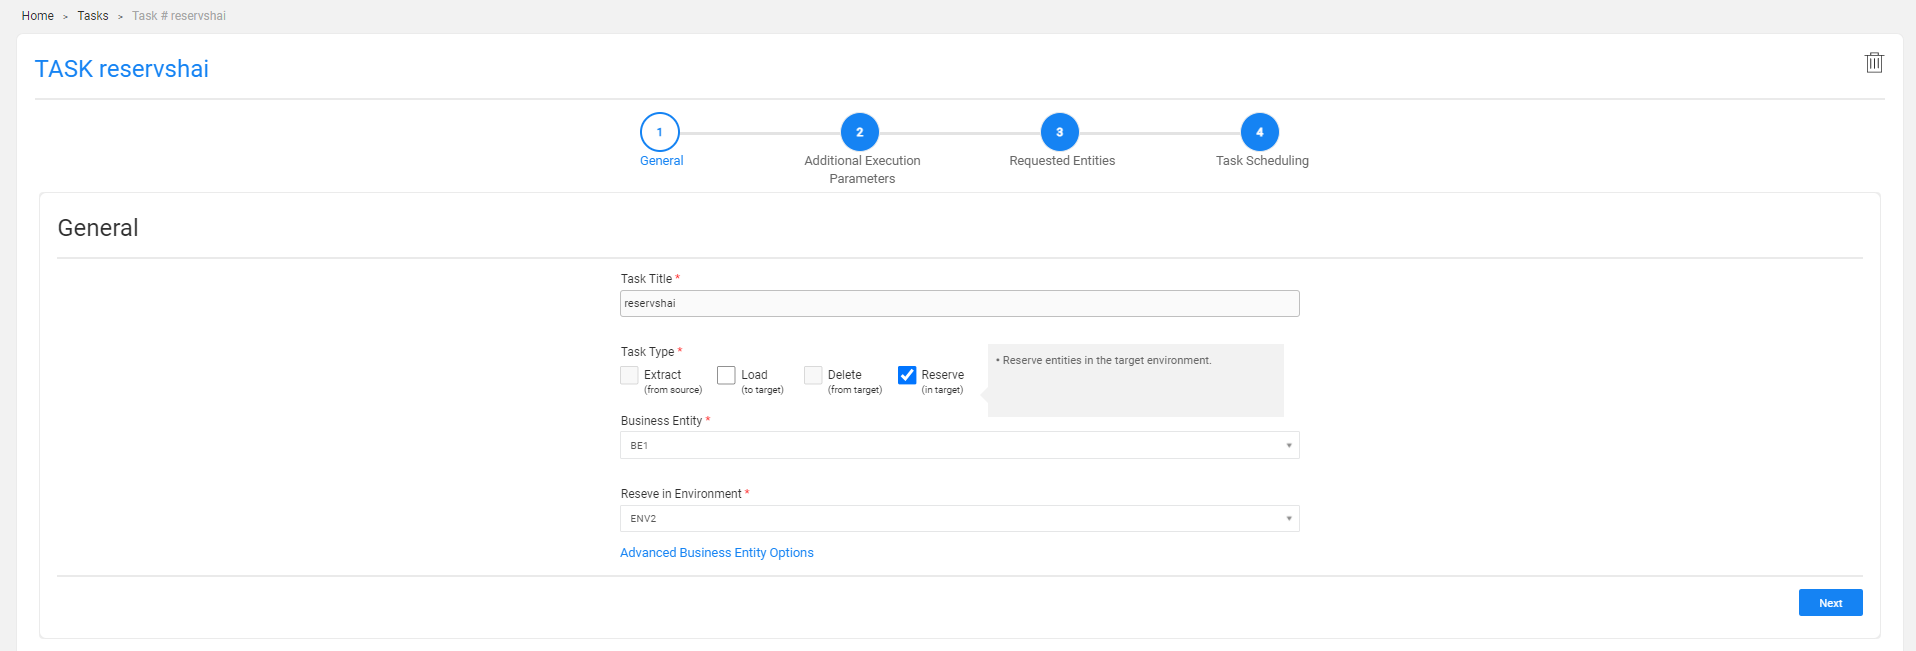 Home > Tasks > Task # reservshai
TASK reservshai
1 2 3 4
General Additional Execution Requested Entities Task Scheduling
Parameters
General
Task Title *
reservshai
Task Type *
• Reserve entities in the target environment.
Extract Load Delete Reserve
(from source) (to target) (from target) (in target)
Business Entity *
BE1
Reseve in Environment *
ENV2
Advanced Business Entity Options
Next